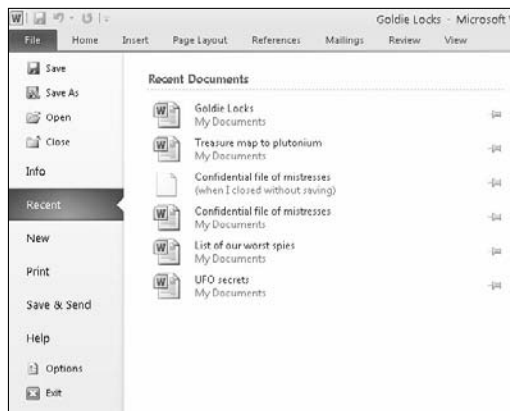 Goldie Locks - Microsoft
File Home Insert Page Layout References Mailings Review View
Save
Save As
Open
Close
Info
Recent
New
Print
Save & Send
Help
Options
Exit
Recent Documents
Goldie Locks
My Documents
Treasure map to plutonium
My Documents
Confidential file of mistresses
(when I closed without saving)
Confidential file of mistresses
My Documents
List of our worst spies
My Documents
UFO secrets
My Documents